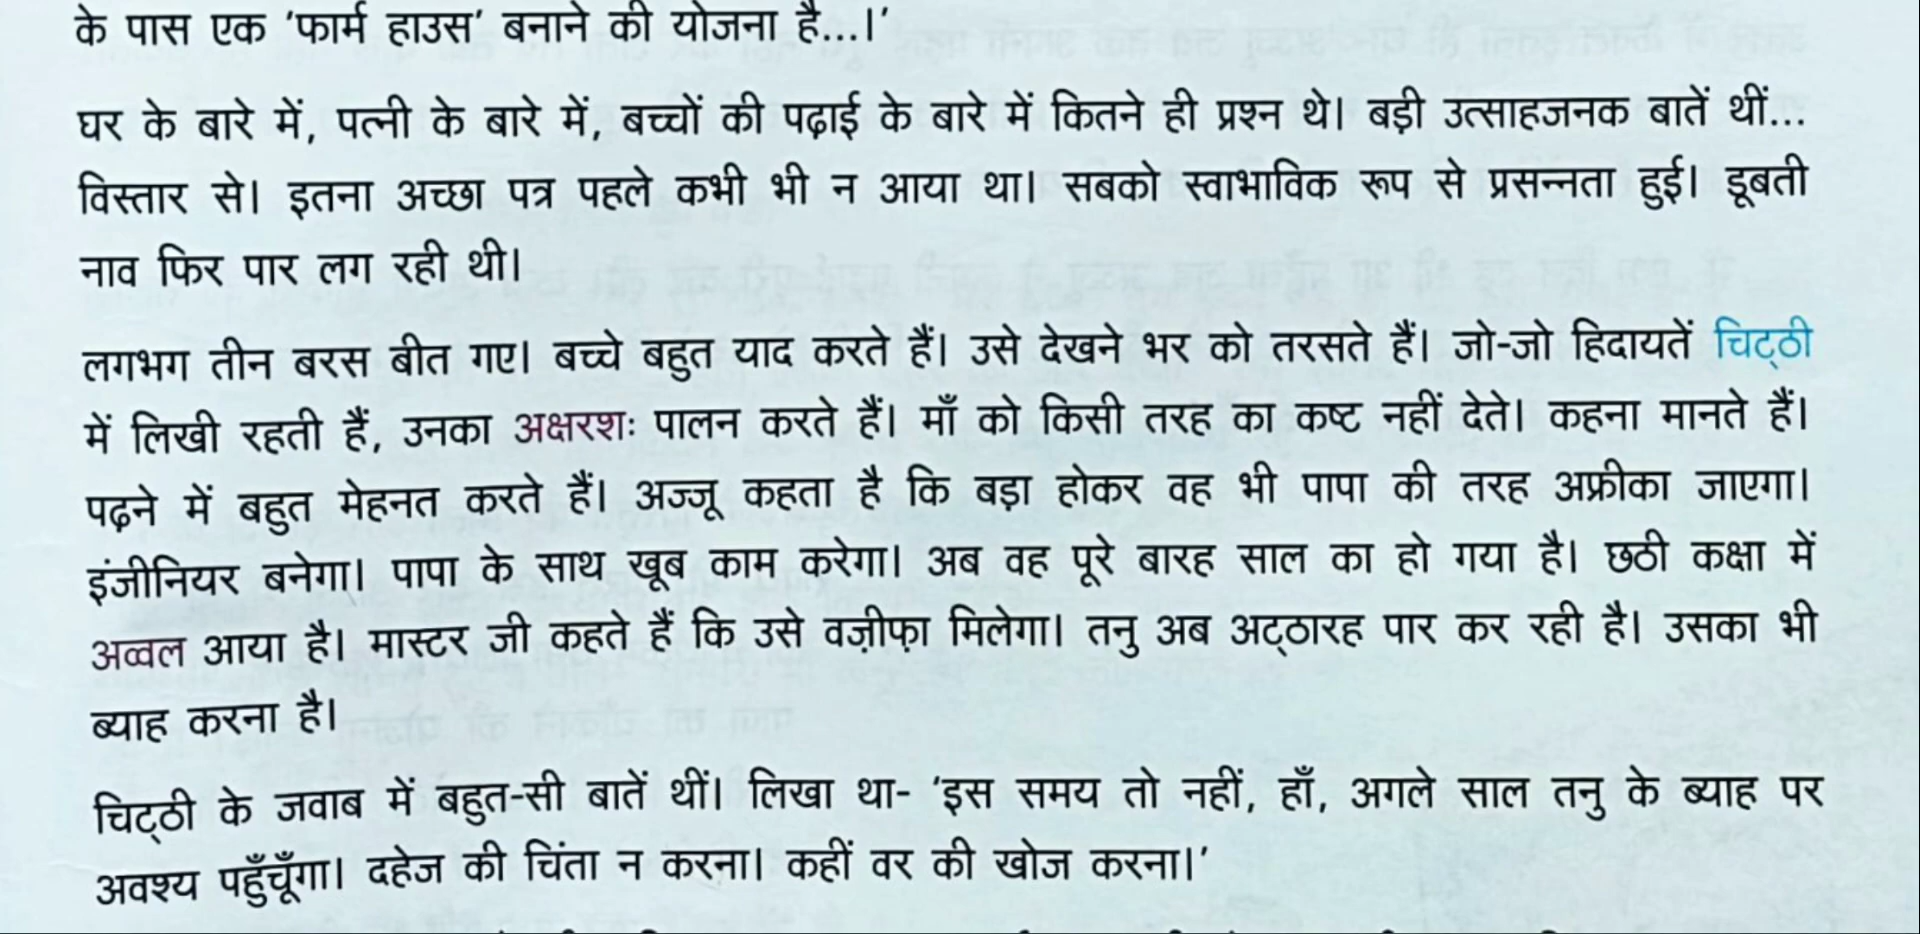 के पास एक 'फार्म हाउस' बनाने की योजना है...।'
घर के बारे में, पत्नी के बारे में, बच्चों की पढ़ाई के बारे में कितने ही प्रश्न थे। बड़ी उत्साहजनक बातें थीं...
विस्तार से। इतना अच्छा पत्र पहले कभी भी न आया था। सबको स्वाभाविक रूप से प्रसन्नता हुई। डूबती
नाव फिर पार लग रही थी।
लगभग तीन बरस बीत गए। बच्चे बहुत याद करते हैं। उसे देखने भर को तरसते हैं। जो-जो हिदायतें चिट्ठी
में लिखी रहती हैं, उनका अक्षरशः पालन करते हैं। माँ को किसी तरह का कष्ट नहीं देते। कहना मानते हैं।
पढ़ने में बहुत मेहनत करते हैं। अज्जू कहता है कि बड़ा होकर वह भी पापा की तरह अफ्रीका जाएगा।
इंजीनियर बनेगा। पापा के साथ खूब काम करेगा। अब वह पूरे बारह साल का हो गया है। छठी कक्षा में
अव्वल आया है। मास्टर जी कहते हैं कि उसे वज़ीफ़ा मिलेगा। तनु अब अट्ठारह पार कर रही है। उसका भी
ब्याह करना है।
चिट्ठी के जवाब में बहुत-सी बातें थीं। लिखा था- 'इस समय तो नहीं, हाँ, अगले साल तनु के ब्याह पर
अवश्य पहुँचूँगा। दहेज की चिंता न करना। कहीं वर की खोज करना।'